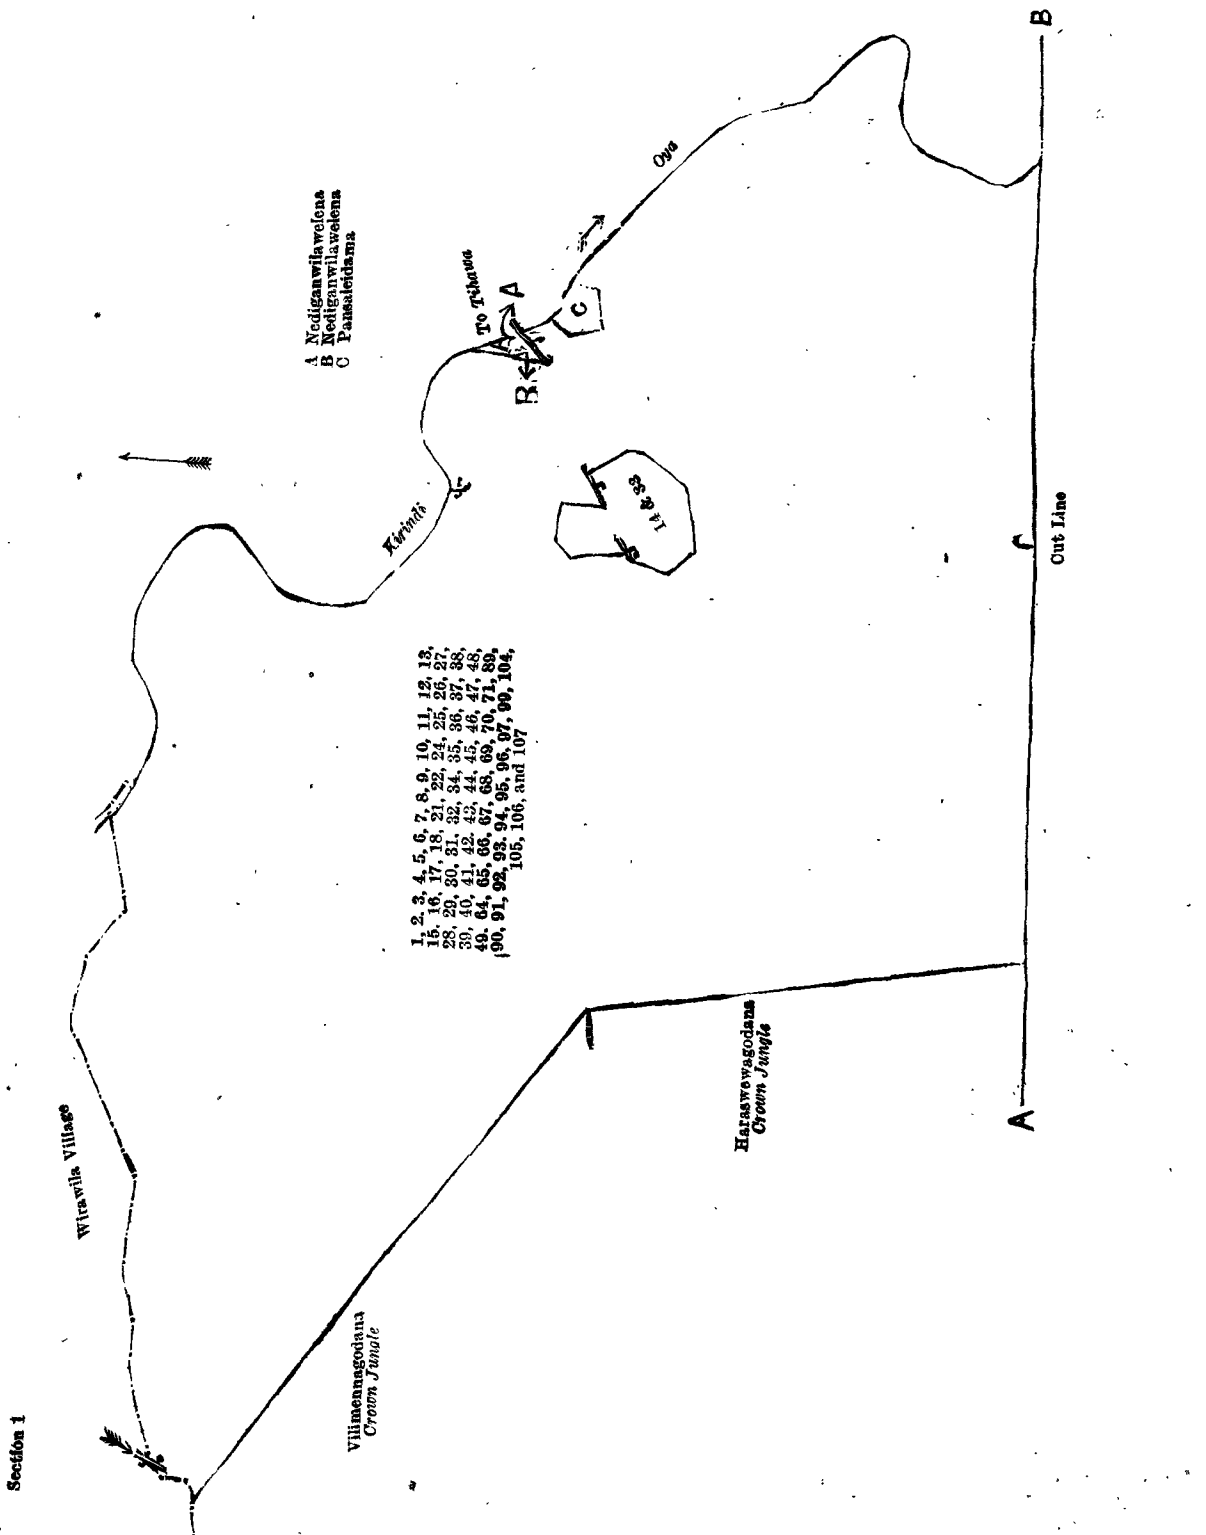 Section 1
Wirawila Village
A Nediganwilawelena
B Nediganwilawelena
C Pansaleidama
Kirindi
Oya
To Tihawa
A
A
B
C
14 & 33
1, 2. 3, 4, 5, 6, 7, 8, 9, 10, 11, 12, 13,
15. 16, 17, 18, 21, 22, 24, 25, 26, 27,
28, 29, 30, 31, 32, 34, 35, 36, 37, 38,
39, 40, 41, 42. 43, 44, 45, 46, 47, 48,
49. 64, 65, 66, 67, 68, 69, 70, 71, 89,
90, 91, 92, 93. 94, 95, 96, 97, 99, 104,
105, 106, and 107
Vilimennagodana
Crown Jungle
Haraswewagodana
Crown Jungle
A
Cut Line
B